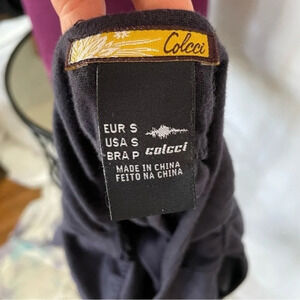 Colcci
EUR S
USA S
BRA P colcci
MADE IN CHINA
FEITO NA CHINA